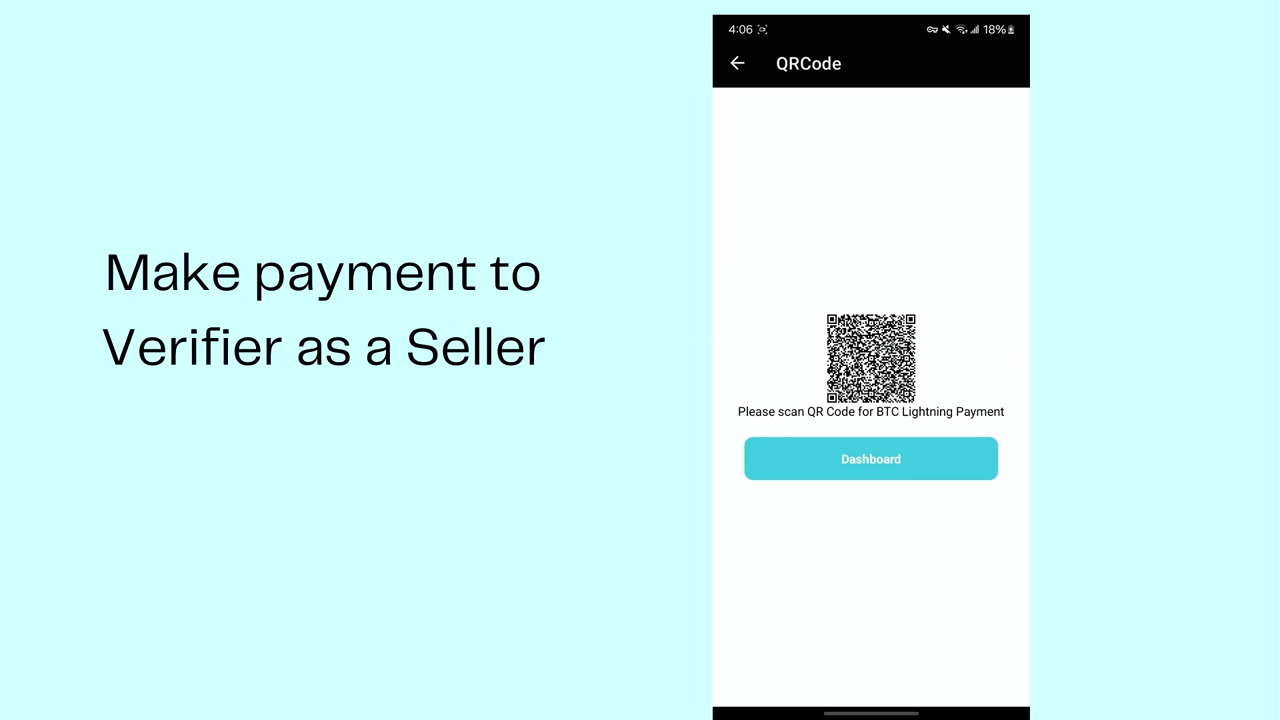 Make payment to
Verifier as a Seller
4:06 18%
QRCode
Please scan QR Code for BTC Lightning Payment
Dashboard